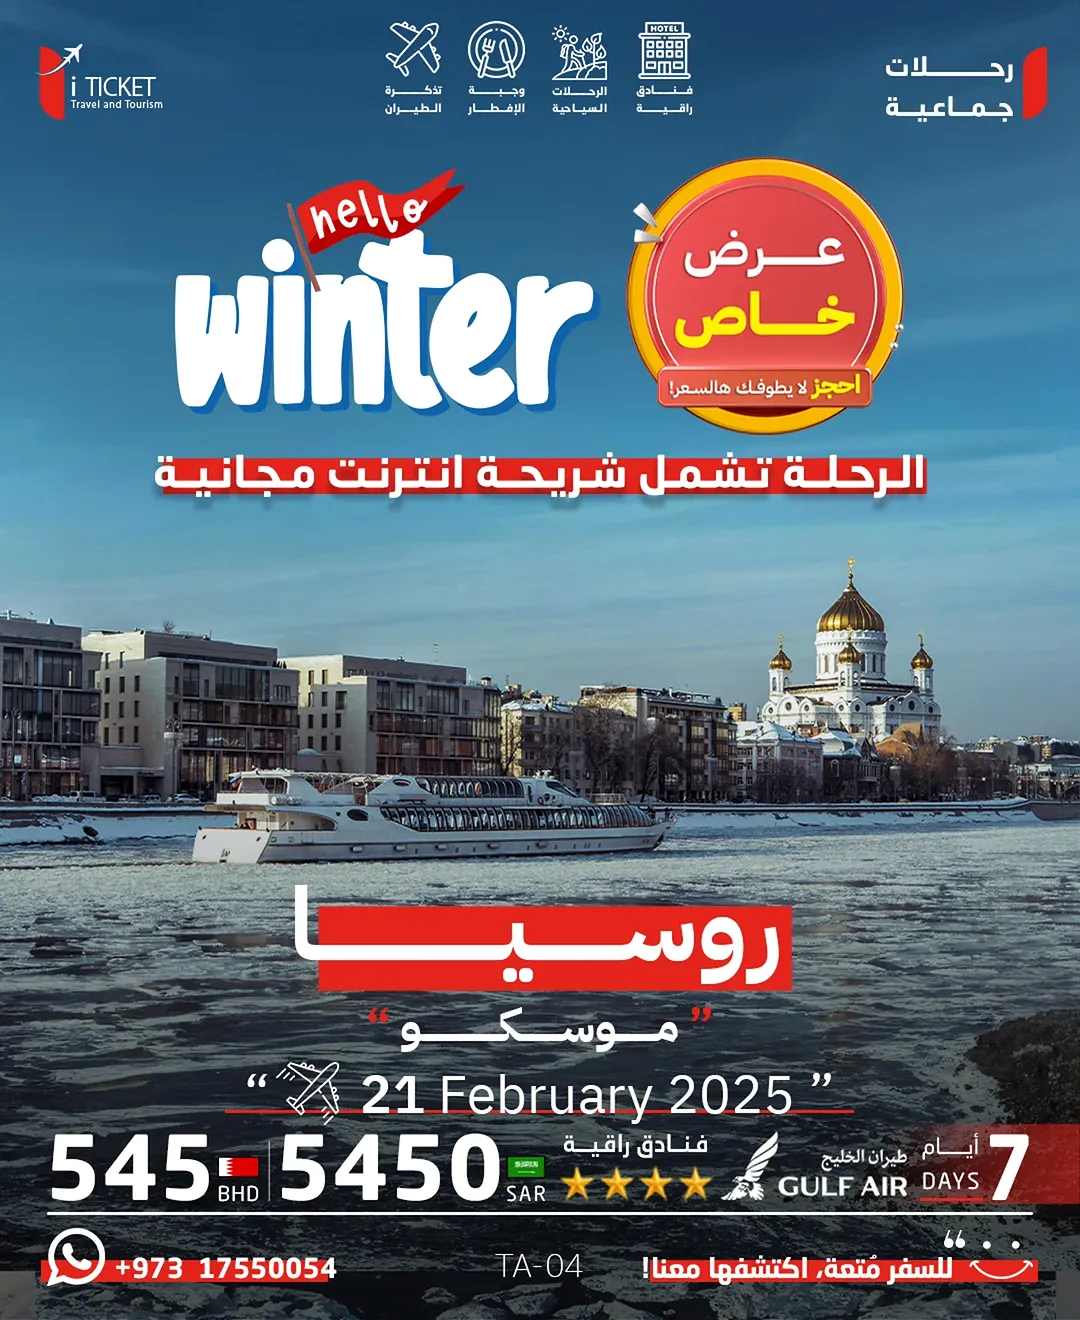 i TICKET
Travel and Tourism
تذكرة
الطيران
وجبة
الإفطار
الرحلات
السياحية
HOTEL
فنادق
راقية
رحلات
جماعية
hello
winter
عرض
خاص
احجز لا يطوفك هالسعر!
الرحلة تشمل شريحة انترنت مجانية
روسيا
"موسكو"
“ 21 February 2025 ”
545 BHD
5450 SAR
فنادق راقية
طيران الخليج
GULF AIR
7 أيام
DAYS
+973 17550054
TA-04
للسفر مُتعة، اكتشفها معنا!